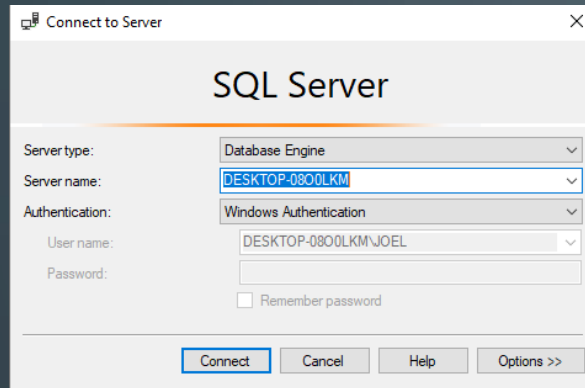 Connect to Server
SQL Server
Server type: Database Engine
Server name: DESKTOP-08O0LKM
Authentication: Windows Authentication
User name: DESKTOP-08O0LKM\JOEL
Password:
Remember password
Connect Cancel Help Options >>